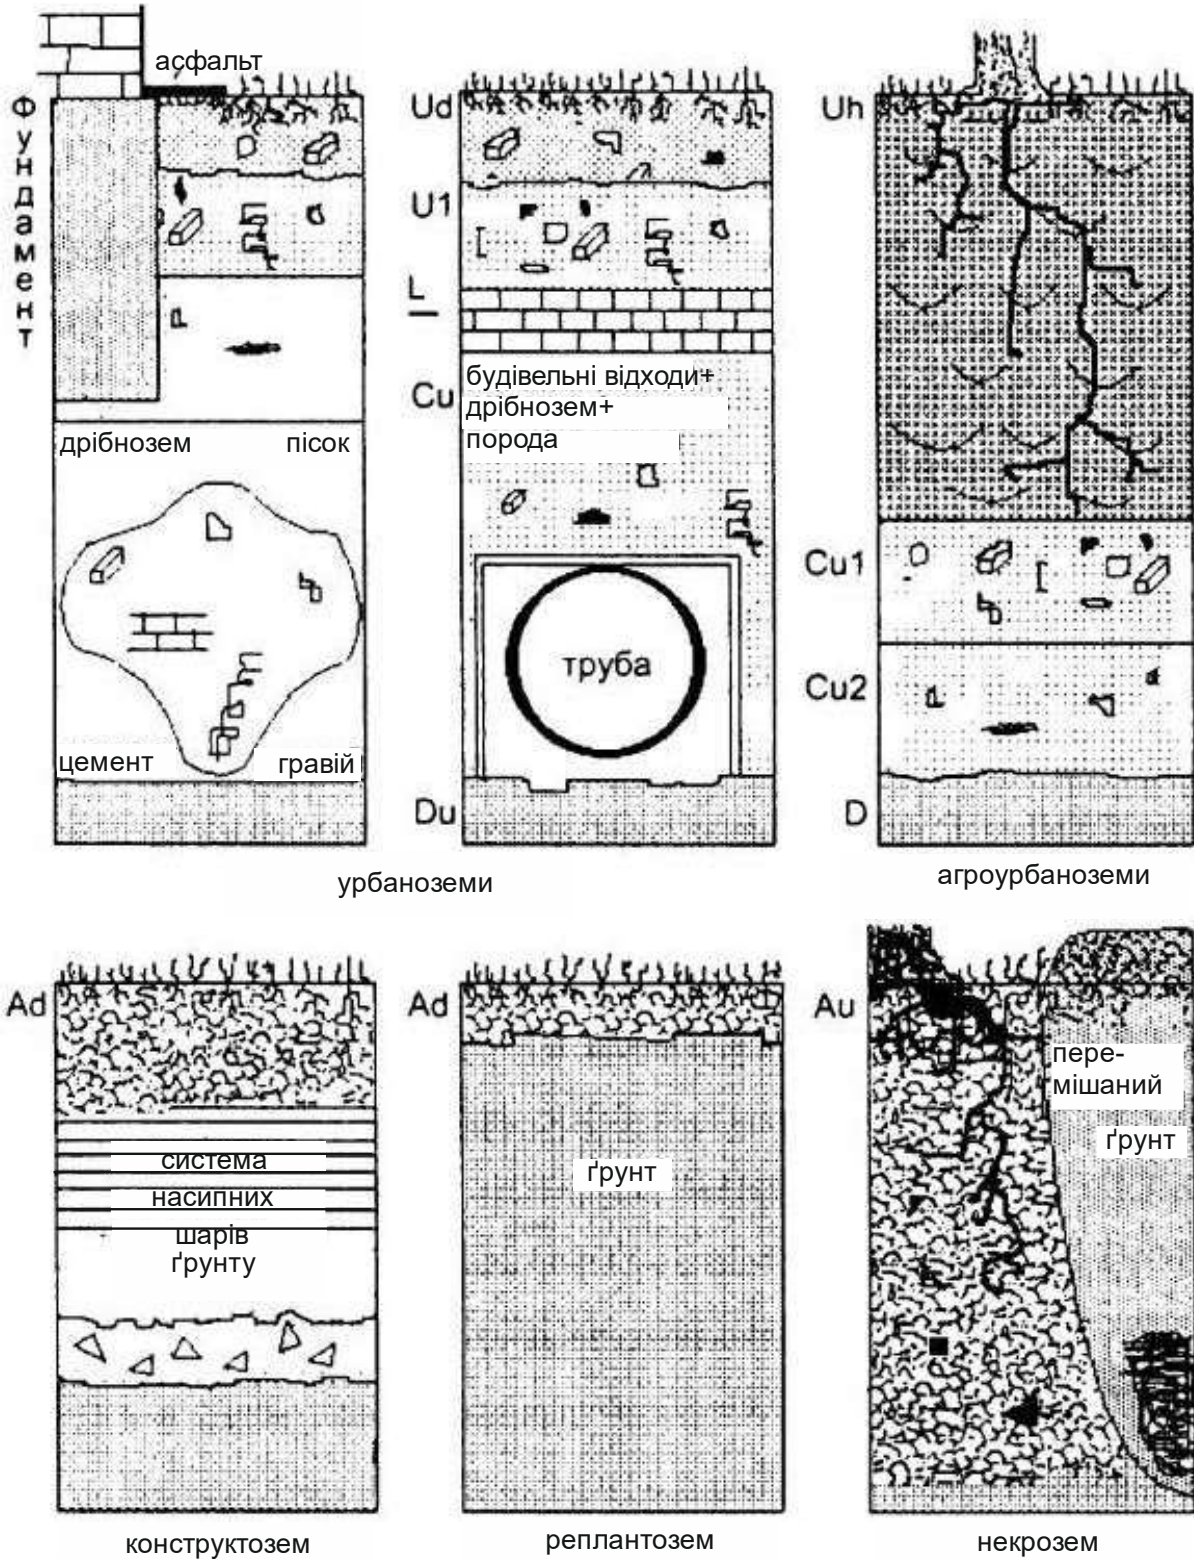 асфальт
Фундамент
дрібнозем пісок
цемент гравій
Ud
U1
L
Cu
Du
будівельні відходи+
дрібнозем+
порода
труба
Uh
Cu1
Cu2
D
урбаноземи
агроурбаноземи
Ad
система
насипних
шарів
ґрунту
Ad
ґрунт
Au
пере-
мішаний
ґрунт
конструктозем
реплантозем
некрозем